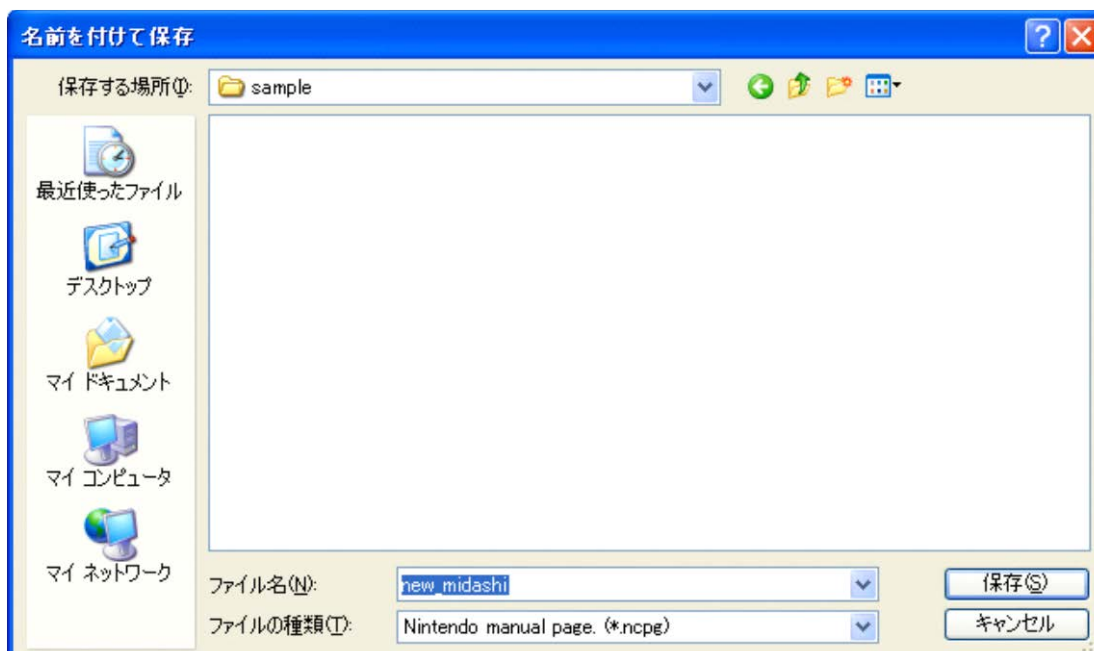 名前を付けて保存
保存する場所(I):
sample
最近使ったファイル
デスクトップ
マイ ドキュメント
マイ コンピュータ
マイ ネットワーク
ファイル名(N):
new_midashi
保存(S)
ファイルの種類(T):
Nintendo manual page. (*.ncpg)
キャンセル